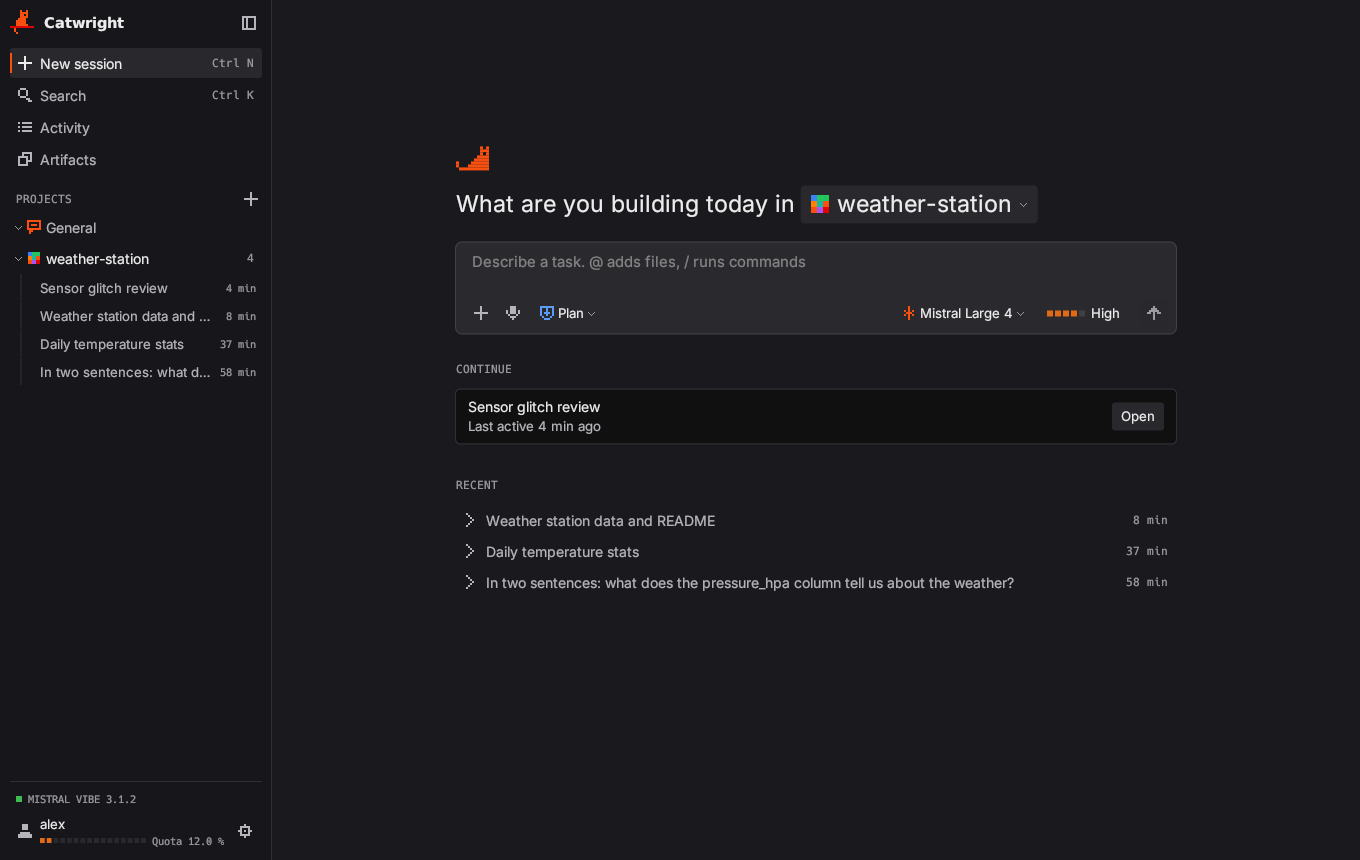 Catwright
New session Ctrl N
Search Ctrl K
Activity
Artifacts
PROJECTS
General
weather-station 4
Sensor glitch review 4 min
Weather station data and ... 8 min
Daily temperature stats 37 min
In two sentences: what d... 58 min
MISTRAL VIBE 3.1.2
alex
Quota 12.0 %
What are you building today in weather-station
Describe a task. @ adds files, / runs commands
Plan Mistral Large 4 High
CONTINUE
Sensor glitch review
Last active 4 min ago
Open
RECENT
Weather station data and README 8 min
Daily temperature stats 37 min
In two sentences: what does the pressure_hpa column tell us about the weather? 58 min